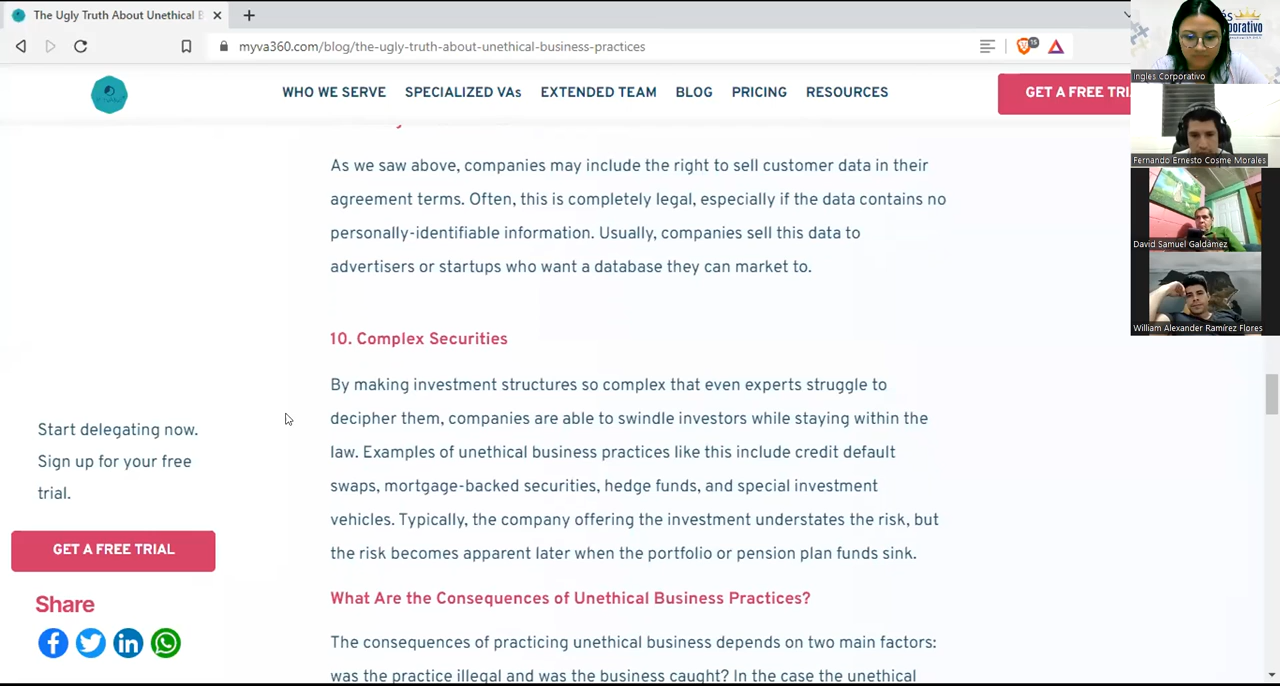 The Ugly Truth About Unethical B
myva360.com/blog/the-ugly-truth-about-unethical-business-practices
15
WHO WE SERVE SPECIALIZED VAs EXTENDED TEAM BLOG PRICING RESOURCES
GET A FREE TRI
As we saw above, companies may include the right to sell customer data in their
agreement terms. Often, this is completely legal, especially if the data contains no
personally-identifiable information. Usually, companies sell this data to
advertisers or startups who want a database they can market to.
10. Complex Securities
By making investment structures so complex that even experts struggle to
decipher them, companies are able to swindle investors while staying within the
law. Examples of unethical business practices like this include credit default
swaps, mortgage-backed securities, hedge funds, and special investment
vehicles. Typically, the company offering the investment understates the risk, but
the risk becomes apparent later when the portfolio or pension plan funds sink.
What Are the Consequences of Unethical Business Practices?
The consequences of practicing unethical business depends on two main factors:
was the practice illegal and was the business caught? In the case the unethical
Start delegating now.
Sign up for your free
trial.
GET A FREE TRIAL
Share
Ingles Corporativo
Fernando Ernesto Cosme Morales
David Samuel Galdámez
William Alexander Ramírez Flores